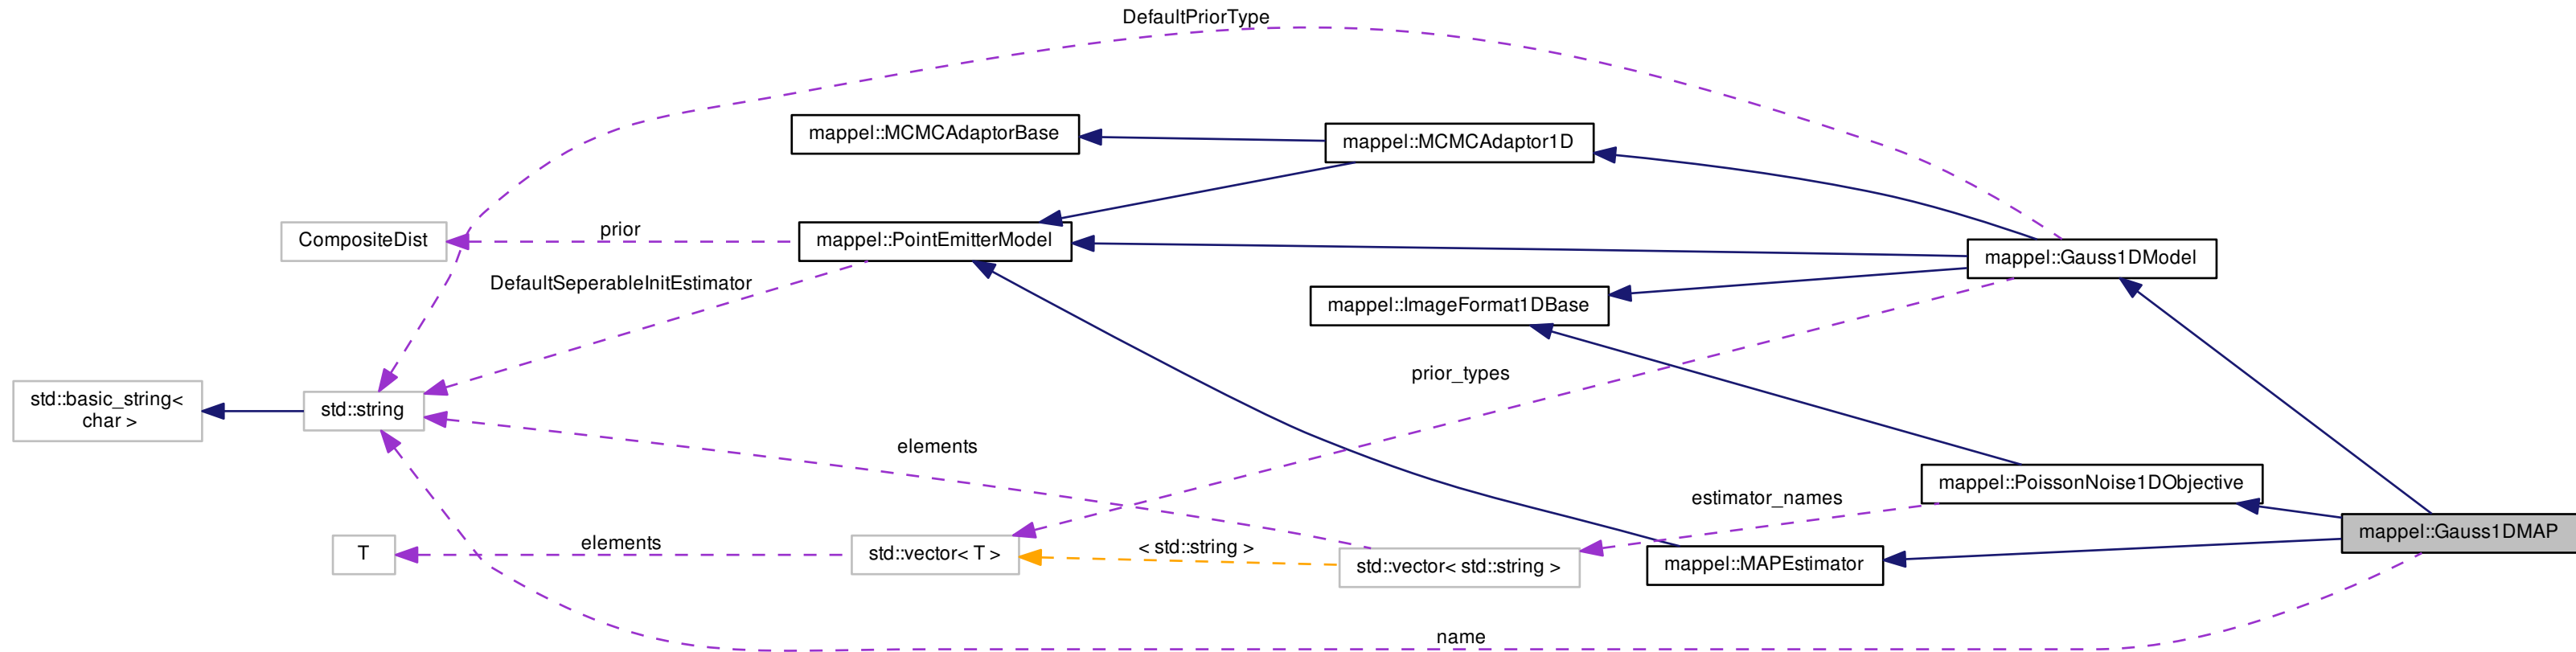 DefaultPriorType
mappel::MCMCAdaptorBase
mappel::MCMCAdaptor1D
CompositeDist
prior
mappel::PointEmitterModel
mappel::Gauss1DModel
DefaultSeperableInitEstimator
mappel::ImageFormat1DBase
prior_types
std::basic_string<
char >
std::string
elements
mappel::PoissonNoise1DObjective
estimator_names
mappel::Gauss1DMAP
T
elements
std::vector< T >
< std::string >
std::vector< std::string >
mappel::MAPEstimator
name